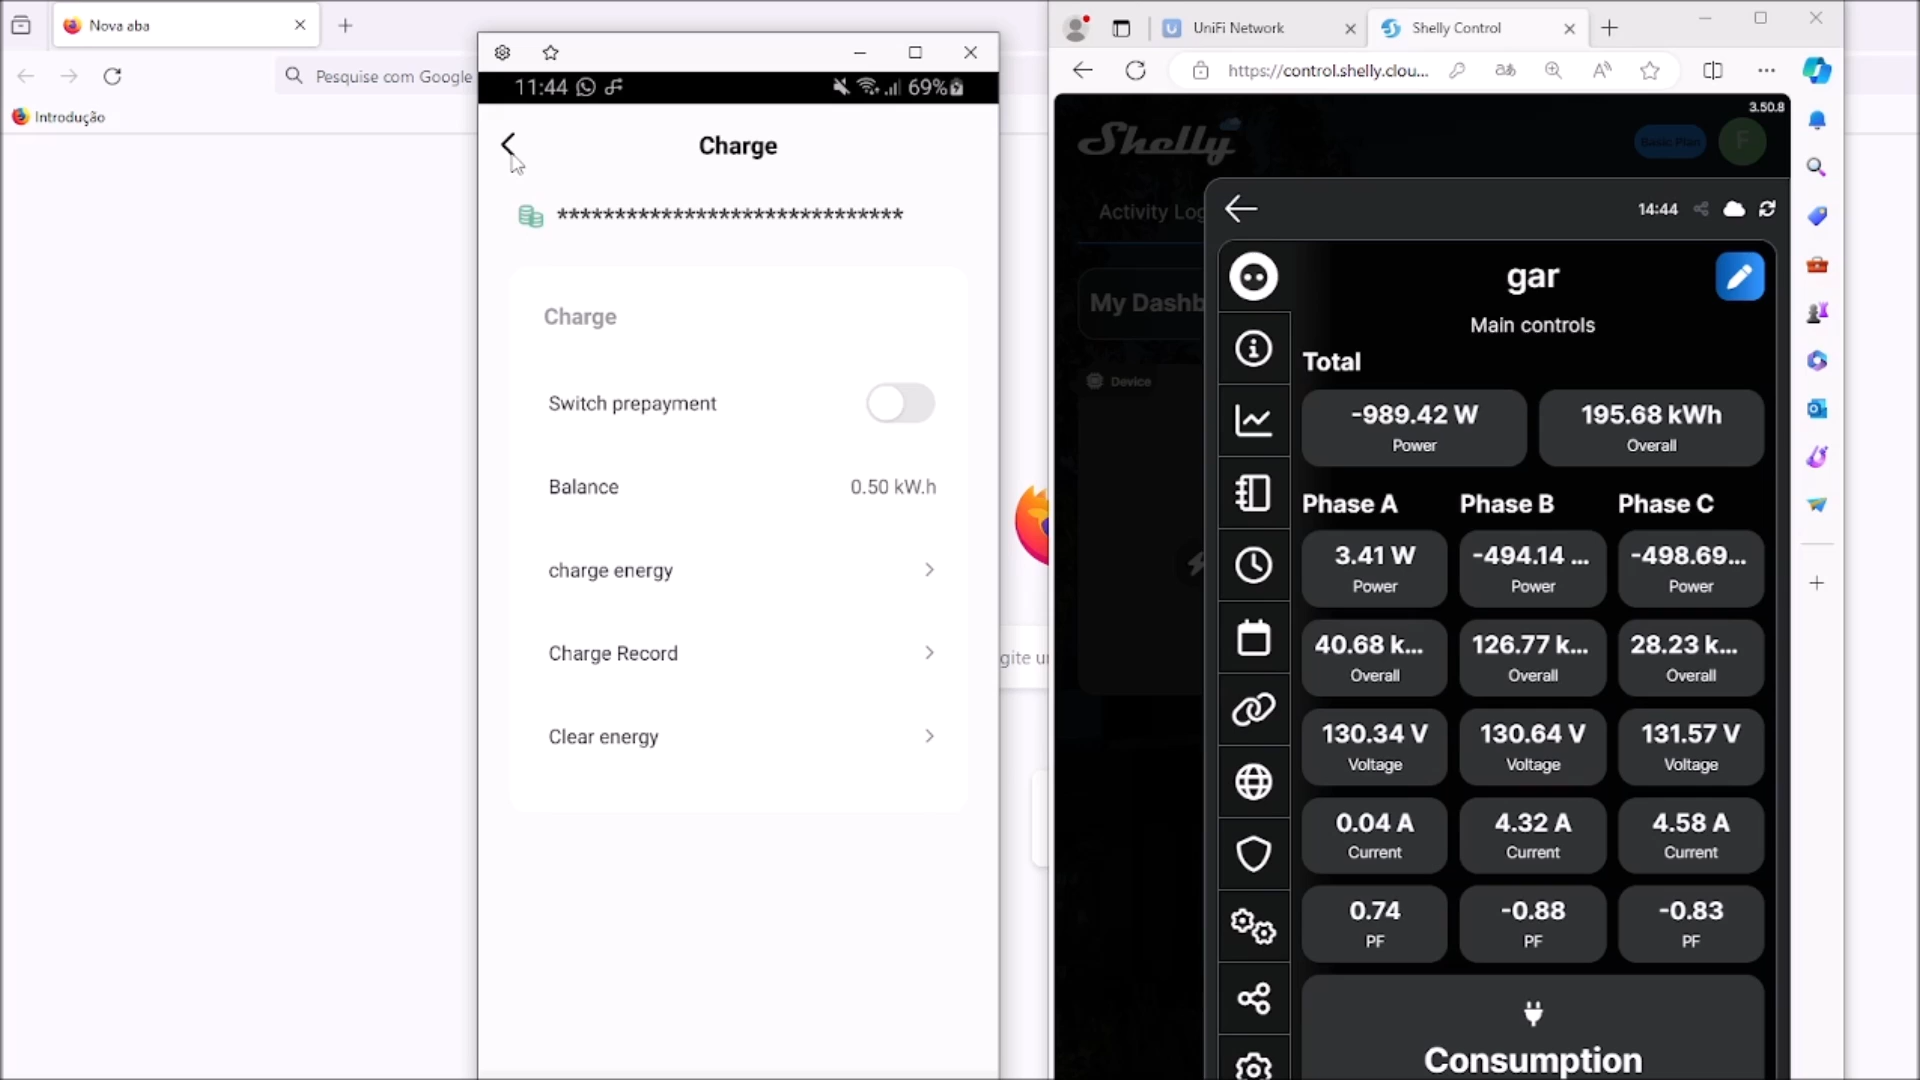 Nova aba
Pesquise com Google
Introdução
11:44
69%
Charge
*******************************
Charge
Switch prepayment
Balance
0.50 kW.h
charge energy
Charge Record
Clear energy
UniFi Network
Shelly Control
https://control.shelly.clou...
3.50.8
Shelly
Basic Plan
F
Activity Log
14:44
My Dashb
Device
gar
Main controls
Total
-989.42 W
Power
195.68 kWh
Overall
Phase A
Phase B
Phase C
3.41 W
Power
-494.14 ...
Power
-498.69...
Power
40.68 k...
Overall
126.77 k...
Overall
28.23 k...
Overall
130.34 V
Voltage
130.64 V
Voltage
131.57 V
Voltage
0.04 A
Current
4.32 A
Current
4.58 A
Current
0.74
PF
-0.88
PF
-0.83
PF
Consumption